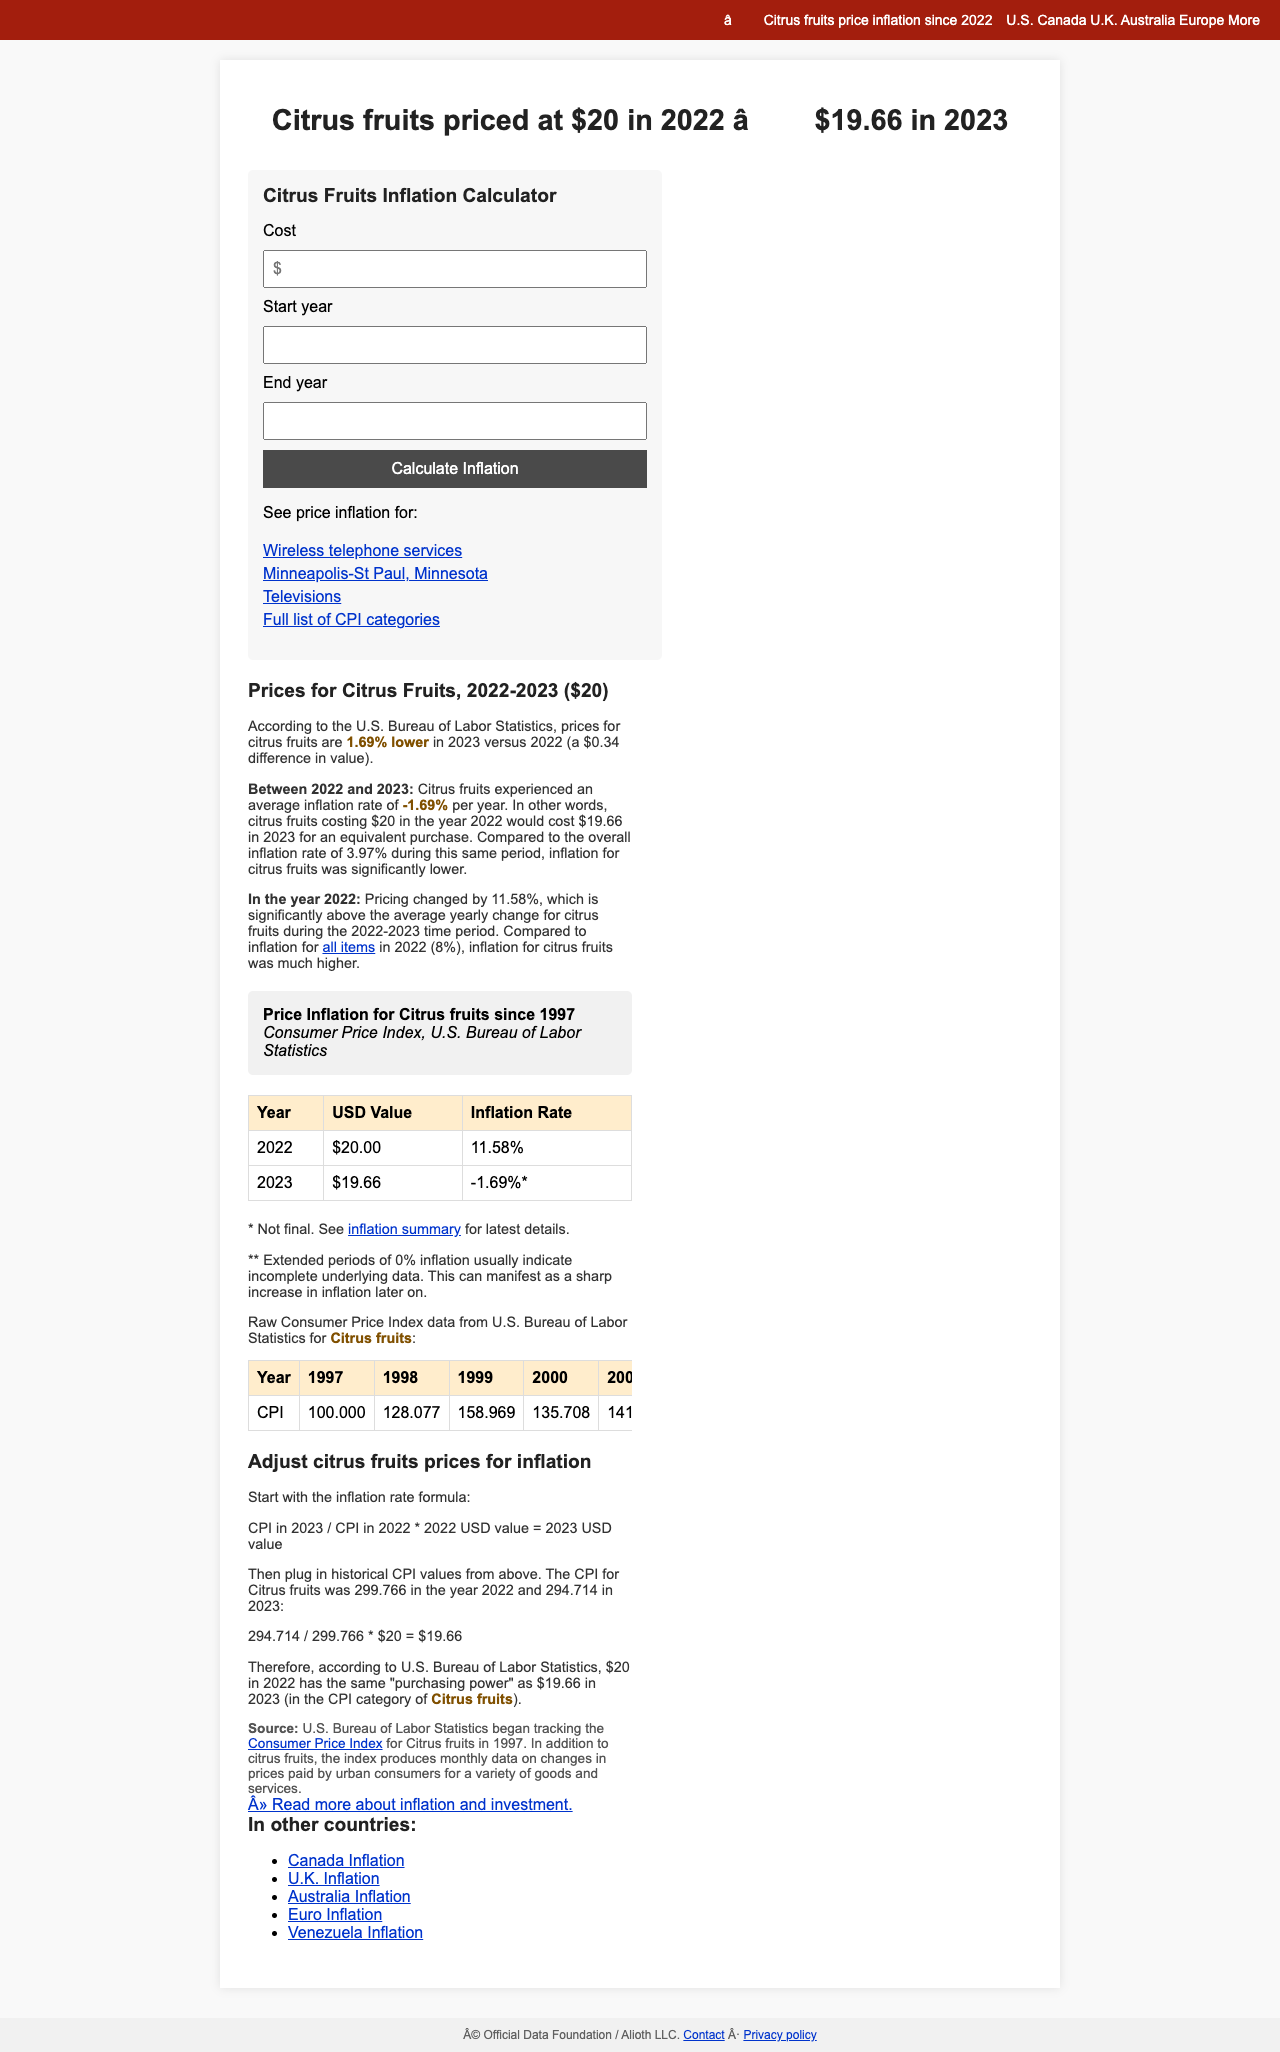 â Citrus fruits price inflation since 2022 U.S. Canada U.K. Australia Europe More
Citrus fruits priced at $20 in 2022 â $19.66 in 2023
Citrus Fruits Inflation Calculator
Cost
$
Start year
End year
Calculate Inflation
See price inflation for:
Wireless telephone services
Minneapolis-St Paul, Minnesota
Televisions
Full list of CPI categories
Prices for Citrus Fruits, 2022-2023 ($20)
According to the U.S. Bureau of Labor Statistics, prices for
citrus fruits are 1.69% lower in 2023 versus 2022 (a $0.34
difference in value).
Between 2022 and 2023: Citrus fruits experienced an
average inflation rate of -1.69% per year. In other words,
citrus fruits costing $20 in the year 2022 would cost $19.66
in 2023 for an equivalent purchase. Compared to the overall
inflation rate of 3.97% during this same period, inflation for
citrus fruits was significantly lower.
In the year 2022: Pricing changed by 11.58%, which is
significantly above the average yearly change for citrus
fruits during the 2022-2023 time period. Compared to
inflation for all items in 2022 (8%), inflation for citrus fruits
was much higher.
Price Inflation for Citrus fruits since 1997
Consumer Price Index, U.S. Bureau of Labor
Statistics
Year USD Value Inflation Rate
2022 $20.00 11.58%
2023 $19.66 -1.69%*
* Not final. See inflation summary for latest details.
** Extended periods of 0% inflation usually indicate
incomplete underlying data. This can manifest as a sharp
increase in inflation later on.
Raw Consumer Price Index data from U.S. Bureau of Labor
Statistics for Citrus fruits:
Year 1997 1998 1999 2000 200
CPI 100.000 128.077 158.969 135.708 141
Adjust citrus fruits prices for inflation
Start with the inflation rate formula:
CPI in 2023 / CPI in 2022 * 2022 USD value = 2023 USD
value
Then plug in historical CPI values from above. The CPI for
Citrus fruits was 299.766 in the year 2022 and 294.714 in
2023:
294.714 / 299.766 * $20 = $19.66
Therefore, according to U.S. Bureau of Labor Statistics, $20
in 2022 has the same "purchasing power" as $19.66 in
2023 (in the CPI category of Citrus fruits).
Source: U.S. Bureau of Labor Statistics began tracking the
Consumer Price Index for Citrus fruits in 1997. In addition to
citrus fruits, the index produces monthly data on changes in
prices paid by urban consumers for a variety of goods and
services.
Â» Read more about inflation and investment.
In other countries:
• Canada Inflation
• U.K. Inflation
• Australia Inflation
• Euro Inflation
• Venezuela Inflation
Â© Official Data Foundation / Alioth LLC. Contact Â· Privacy policy